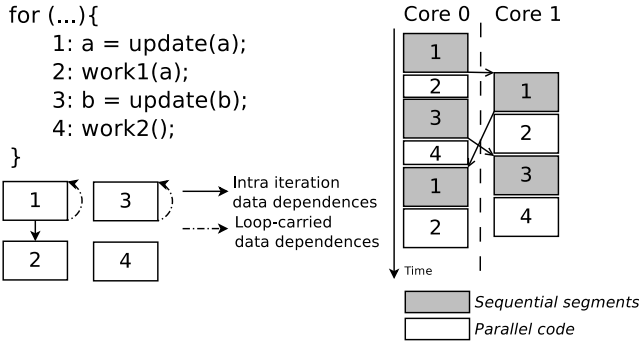 for (...){
1: a = update(a);
2: work1(a);
3: b = update(b);
4: work2();
}
1
3
2
4
Intra iteration
data dependences
Loop-carried
data dependences
Core 0
Core 1
1
2
3
4
1
2
1
2
3
4
Time
Sequential segments
Parallel code